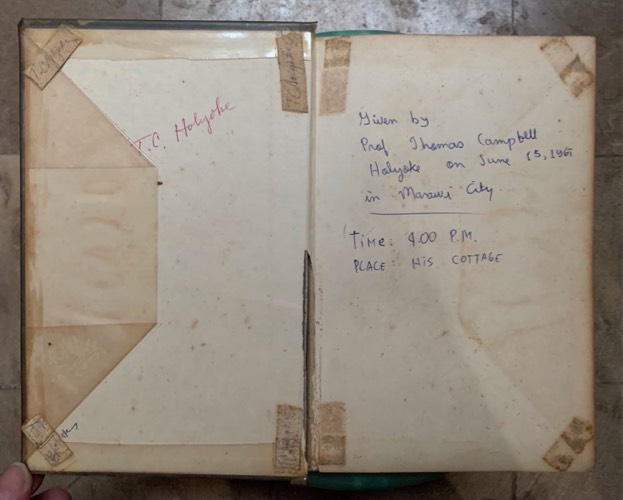 T.C. Holyoke
Given by
Prof Thomas Campbell
Holyoke on June 13, 1961
in Marawi City
TIME: 4.00 P.M.
PLACE: HIS COTTAGE